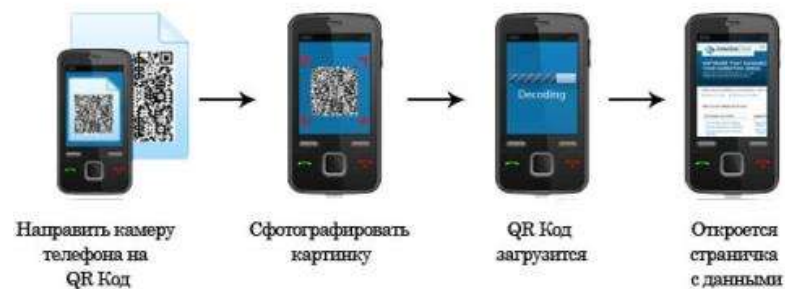 Decoding
Направить камеру
телефона на
QR Код
Сфотографировать
картинку
QR Код
загрузится
Откроется
страничка
с данными